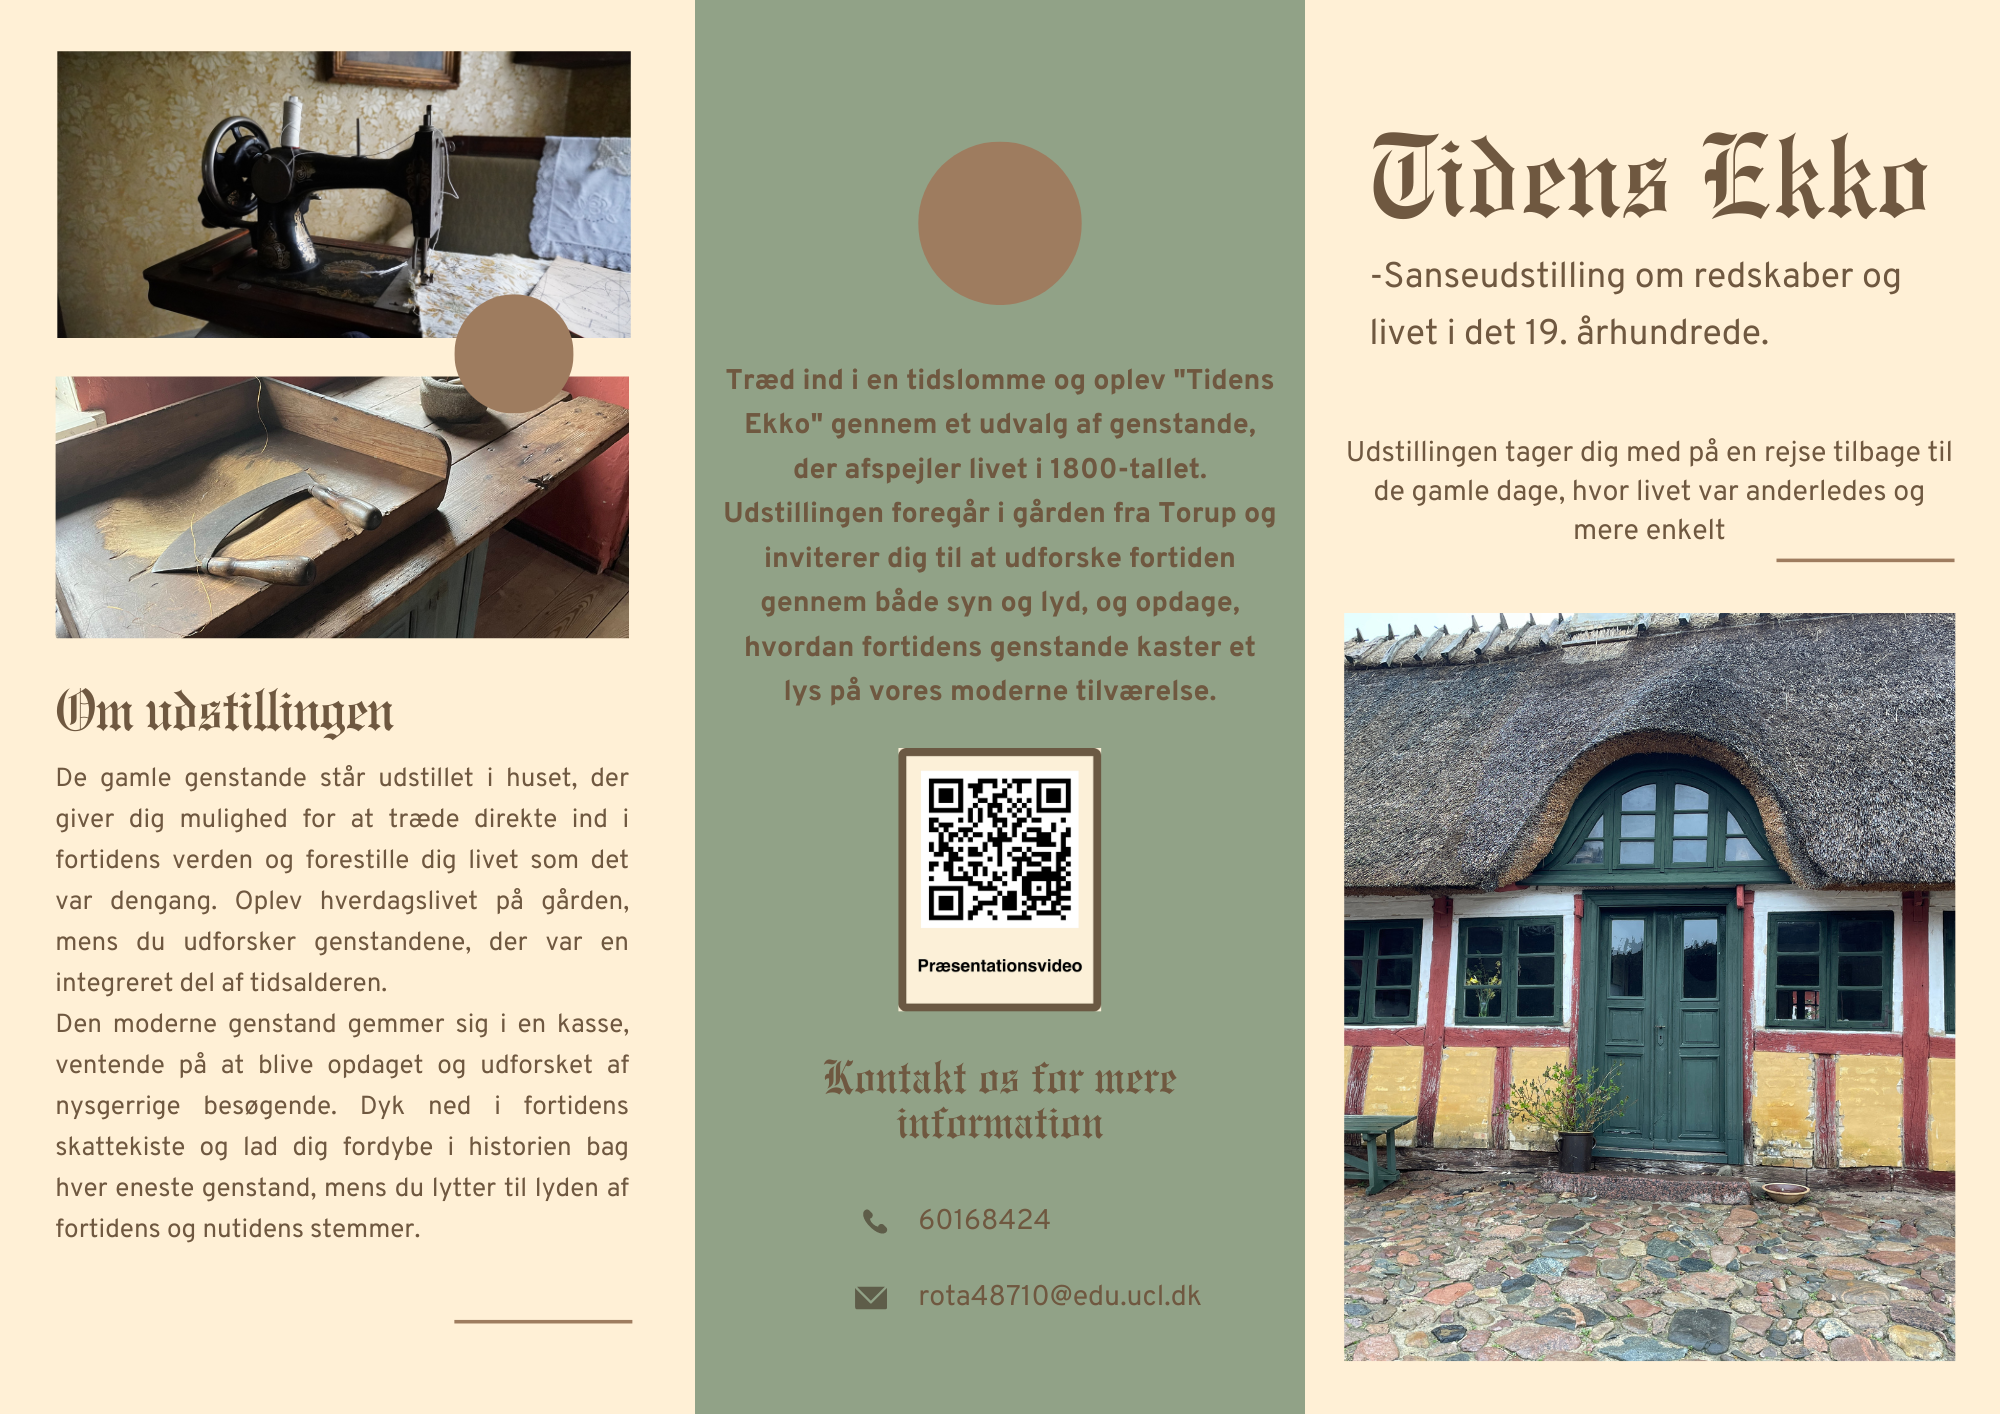 Om udstillingen
De gamle genstande står udstillet i huset, der
giver dig mulighed for at træde direkte ind i
fortidens verden og forestille dig livet som det
var dengang. Oplev hverdagslivet på gården,
mens du udforsker genstandene, der var en
integreret del af tidsalderen.
Den moderne genstand gemmer sig i en kasse,
ventende på at blive opdaget og udforsket af
nysgerrige besøgende. Dyk ned i fortidens
skattekiste og lad dig fordybe i historien bag
hver eneste genstand, mens du lytter til lyden af
fortidens og nutidens stemmer.
Træd ind i en tidslomme og oplev "Tidens
Ekko" gennem et udvalg af genstande,
der afspejler livet i 1800-tallet.
Udstillingen foregår i gården fra Torup og
inviterer dig til at udforske fortiden
gennem både syn og lyd, og opdage,
hvordan fortidens genstande kaster et
lys på vores moderne tilværelse.
Præsentationsvideo
Kontakt os for mere
information
60168424
rota48710@edu.ucl.dk
Tidens Ekko
-Sanseudstilling om redskaber og
livet i det 19. århundrede.
Udstillingen tager dig med på en rejse tilbage til
de gamle dage, hvor livet var anderledes og
mere enkelt